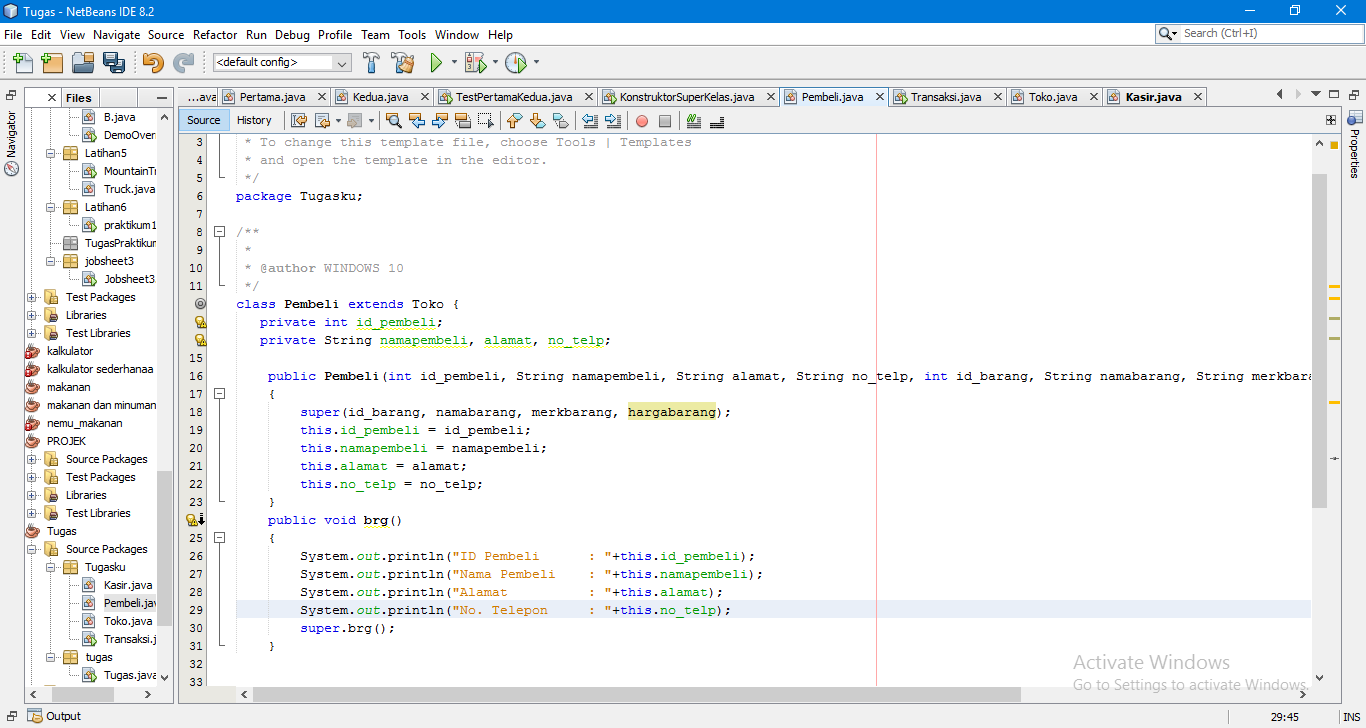 Tugas - NetBeans IDE 8.2
File Edit View Navigate Source Refactor Run Debug Profile Team Tools Window Help
Search (Ctrl+I)
<default config>
Files
...ava Pertama.java Kedua.java TestPertamaKedua.java KonstruktorSuperKelas.java Pembeli.java Transaksi.java Toko.java Kasir.java
Source History
Navigator
Properties
B.java
DemoOver
Latihan5
MountainTi
Truck.java
Latihan6
praktikum1
TugasPraktikur
jobsheet3
Jobsheet3
Test Packages
Libraries
Test Libraries
kalkulator
kalkulator sederhanaa
makanan
makanan dan minuman
nemu_makanan
PROJEK
Source Packages
Test Packages
Libraries
Test Libraries
Tugas
Source Packages
Tugasku
Kasir.java
Pembeli.jav
Toko.java
Transaksi.j
tugas
Tugas.java
3 * To change this template file, choose Tools | Templates
4 * and open the template in the editor.
5 */
6 package Tugasku;
7
8 /**
9 *
10 * @author WINDOWS 10
11 */
class Pembeli extends Toko {
private int id_pembeli;
private String namapembeli, alamat, no_telp;
15
16 public Pembeli(int id_pembeli, String namapembeli, String alamat, String no_telp, int id_barang, String namabarang, String merkbara
17 {
18 super(id_barang, namabarang, merkbarang, hargabarang);
19 this.id_pembeli = id_pembeli;
20 this.namapembeli = namapembeli;
21 this.alamat = alamat;
22 this.no_telp = no_telp;
23 }
public void brg()
25 {
26 System.out.println("ID Pembeli      : "+this.id_pembeli);
27 System.out.println("Nama Pembeli    : "+this.namapembeli);
28 System.out.println("Alamat          : "+this.alamat);
29 System.out.println("No. Telepon     : "+this.no_telp);
30 super.brg();
31 }
32
33
Activate Windows
Go to Settings to activate Windows.
Output
29:45 INS